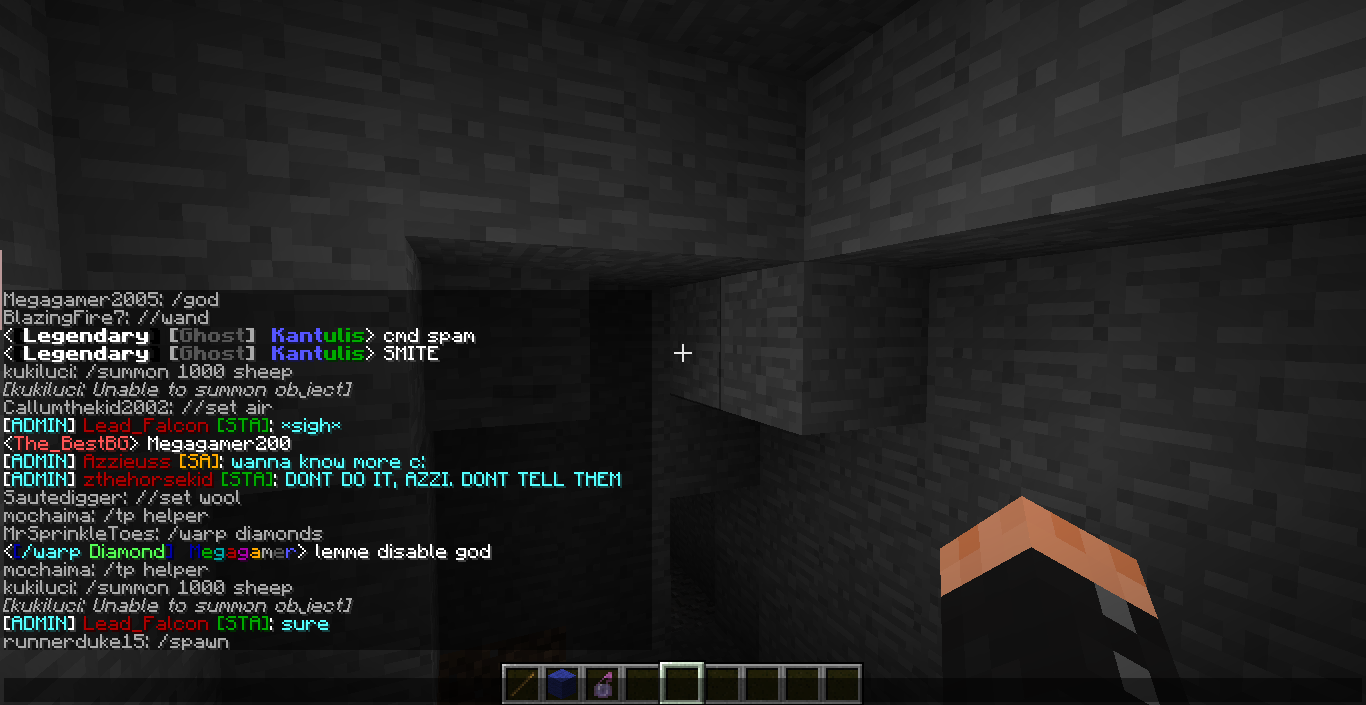 Megagamer2005: /god
BlazingFire7: //wand
< Legendary [Ghost] Kantulis> cmd spam
< Legendary [Ghost] Kantulis> SMITE
kukiluci: /summon 1000 sheep
[kukiluci: Unable to summon object]
Callumthekid2002: //set air
[ADMIN] Lead_Falcon [STA]: *sigh*
<The_BestBG> Megagamer200
[ADMIN] Azzieuss [SA]: wanna know more c:
[ADMIN] zthehorsekid [STA]: DONT DO IT, AZZI. DONT TELL THEM
Sautedigger: //set wool
mochaima: /tp helper
MrSprinkleToes: /warp diamonds
<[/warp Diamond] Megagamer> lemme disable god
mochaima: /tp helper
kukiluci: /summon 1000 sheep
[kukiluci: Unable to summon object]
[ADMIN] Lead_Falcon [STA]: sure
runnerduke15: /spawn